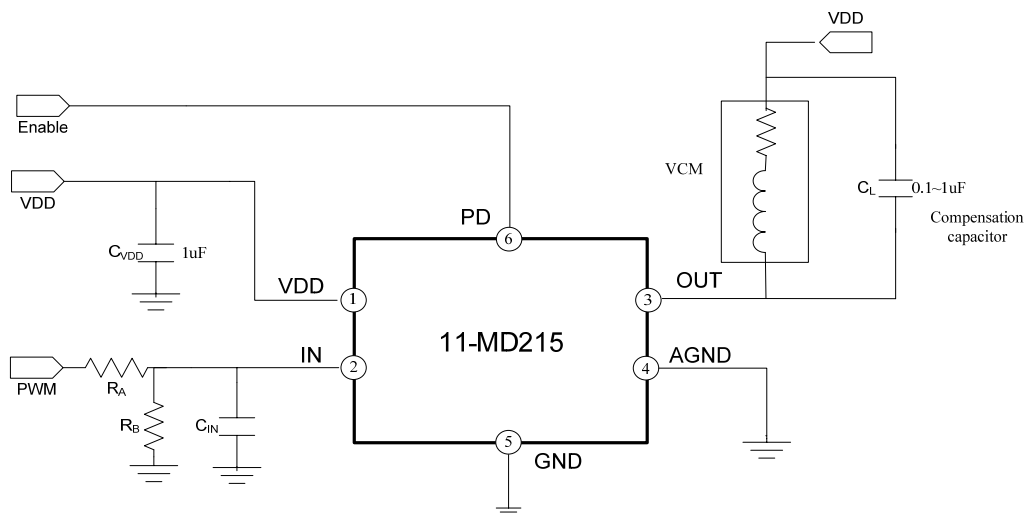 VDD
Enable
VDD
VCM
C_L 0.1~1uF
Compensation
capacitor
PD
6
C_VDD 1uF
VDD
1
OUT
3
11-MD215
IN
2
AGND
4
PWM
R_A
R_B
C_IN
5
GND